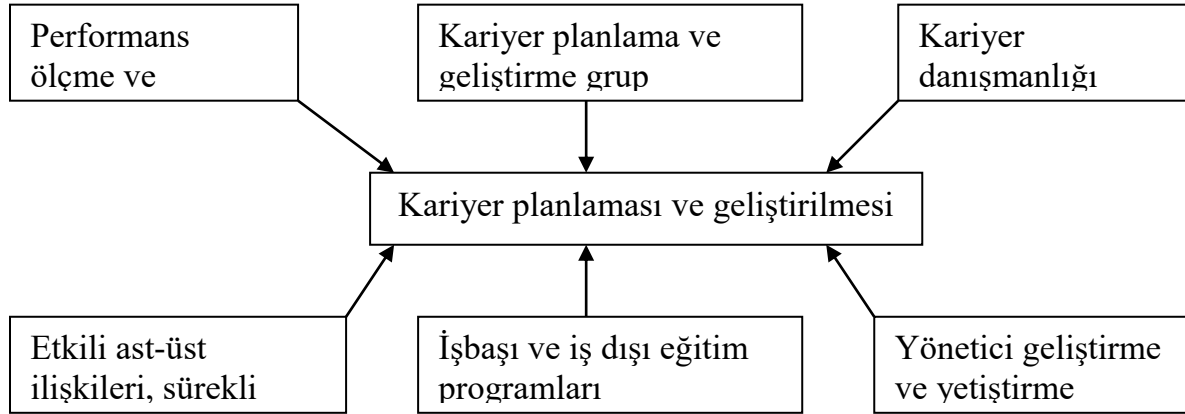 Performans
ölçme ve
Kariyer planlama ve
geliştirme grup
Kariyer
danışmanlığı
Kariyer planlaması ve geliştirilmesi
Etkili ast-üst
ilişkileri, sürekli
İşbaşı ve iş dışı eğitim
programları
Yönetici geliştirme
ve yetiştirme